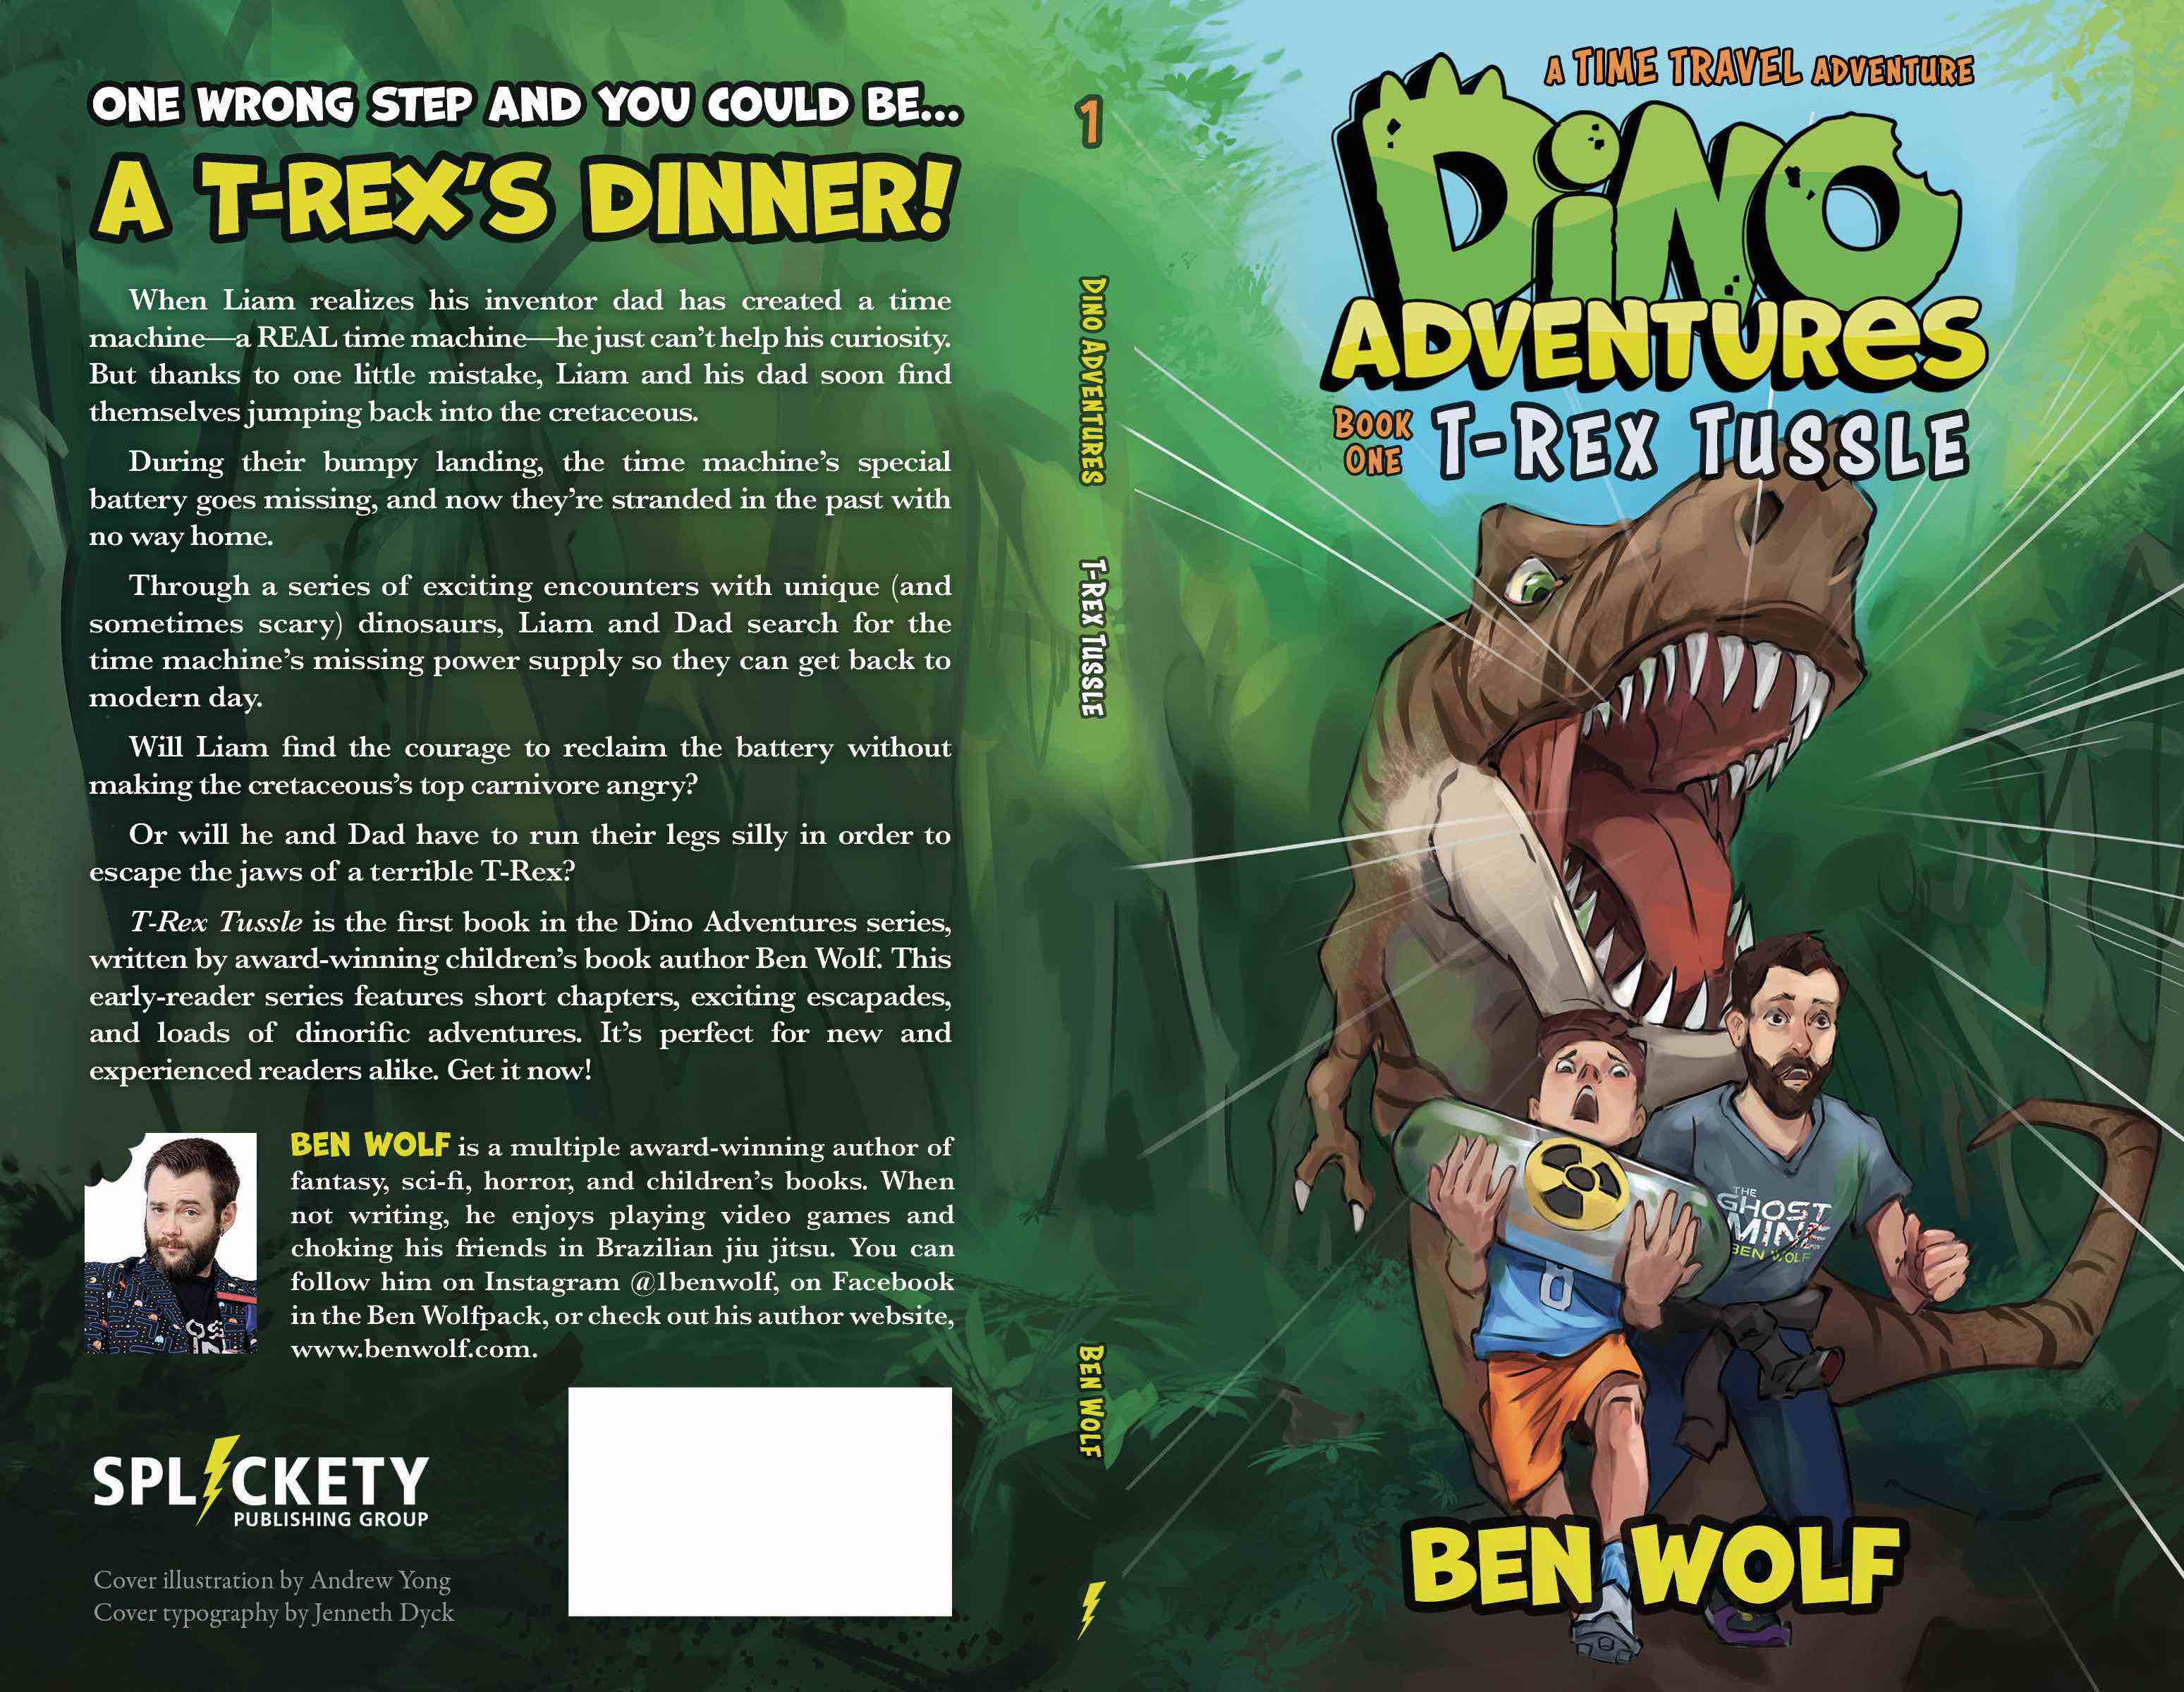 ONE WRONG STEP AND YOU COULD BE...
A T-REX'S DINNER!
When Liam realizes his inventor dad has created a time
machine—a REAL time machine—he just can't help his curiosity.
But thanks to one little mistake, Liam and his dad soon find
themselves jumping back into the cretaceous.
During their bumpy landing, the time machine's special
battery goes missing, and now they're stranded in the past with
no way home.
Through a series of exciting encounters with unique (and
sometimes scary) dinosaurs, Liam and Dad search for the
time machine's missing power supply so they can get back to
modern day.
Will Liam find the courage to reclaim the battery without
making the cretaceous's top carnivore angry?
Or will he and Dad have to run their legs silly in order to
escape the jaws of a terrible T-Rex?
T-Rex Tussle is the first book in the Dino Adventures series,
written by award-winning children's book author Ben Wolf. This
early-reader series features short chapters, exciting escapades,
and loads of dinorific adventures. It's perfect for new and
experienced readers alike. Get it now!
BEN WOLF is a multiple award-winning author of
fantasy, sci-fi, horror, and children's books. When
not writing, he enjoys playing video games and
choking his friends in Brazilian jiu jitsu. You can
follow him on Instagram @1benwolf, on Facebook
in the Ben Wolfpack, or check out his author website,
www.benwolf.com.
SPLICKETY
PUBLISHING GROUP
Cover illustration by Andrew Yong
Cover typography by Jenneth Dyck
1
DINO ADVENTURES
T-REX TUSSLE
BEN WOLF
A TIME TRAVEL ADVENTURE
DiNO
ADVENTURes
BOOK
ONE
T-REX TUSSLE
THE
GHOST
MINE
BEN WOLF
0
BEN WOLF